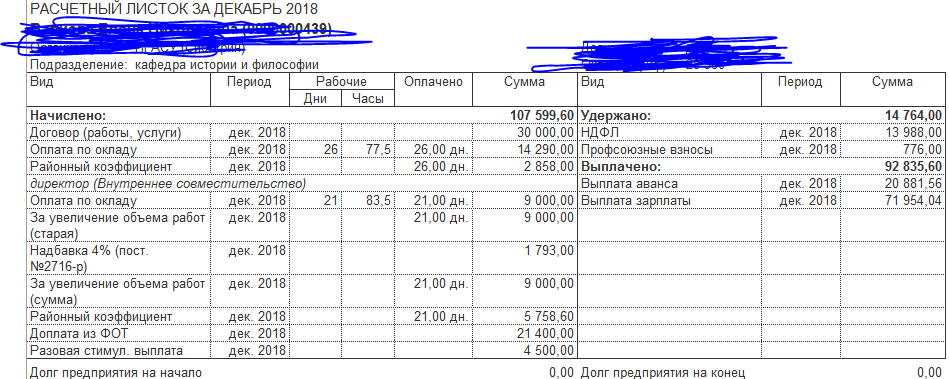 РАСЧЕТНЫЙ ЛИСТОК ЗА ДЕКАБРЬ 2018
Подразделение: кафедра истории и философии
Вид Период Рабочие Оплачено Сумма Вид Период Сумма
Дни Часы
Начислено: 107 599,60 Удержано: 14 764,00
Договор (работы, услуги) дек. 2018 30 000,00 НДФЛ дек. 2018 13 988,00
Оплата по окладу дек. 2018 26 77,5 26,00 дн. 14 290,00 Профсоюзные взносы дек. 2018 776,00
Районный коэффициент дек. 2018 26,00 дн. 2 858,00 Выплачено: 92 835,60
директор (Внутреннее совместительство) Выплата аванса дек. 2018 20 881,56
Оплата по окладу дек. 2018 21 83,5 21,00 дн. 9 000,00 Выплата зарплаты дек. 2018 71 954,04
За увеличение объема работ дек. 2018 21,00 дн. 9 000,00
(старая)
Надбавка 4% (пост. дек. 2018 1 793,00
№2716-р)
За увеличение объема работ дек. 2018 21,00 дн. 9 000,00
(сумма)
Районный коэффициент дек. 2018 21,00 дн. 5 758,60
Доплата из ФОТ дек. 2018 21 400,00
Разовая стимул. выплата дек. 2018 4 500,00
Долг предприятия на начало 0,00 Долг предприятия на конец 0,00